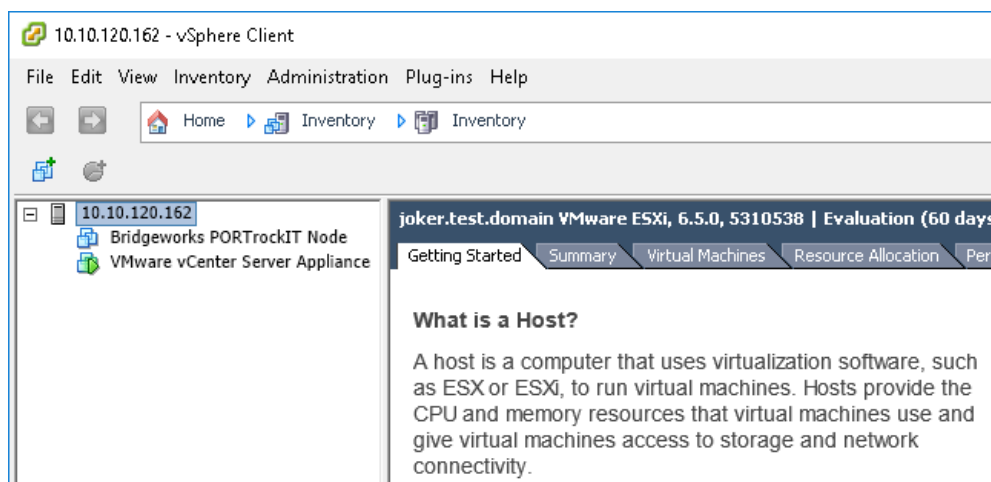 10.10.120.162 - vSphere Client
File Edit View Inventory Administration Plug-ins Help
Home Inventory Inventory
10.10.120.162
Bridgeworks PORTrockIT Node
VMware vCenter Server Appliance
joker.test.domain VMware ESXi, 6.5.0, 5310538 | Evaluation (60 days
Getting Started Summary Virtual Machines Resource Allocation Per
What is a Host?
A host is a computer that uses virtualization software, such
as ESX or ESXi, to run virtual machines. Hosts provide the
CPU and memory resources that virtual machines use and
give virtual machines access to storage and network
connectivity.